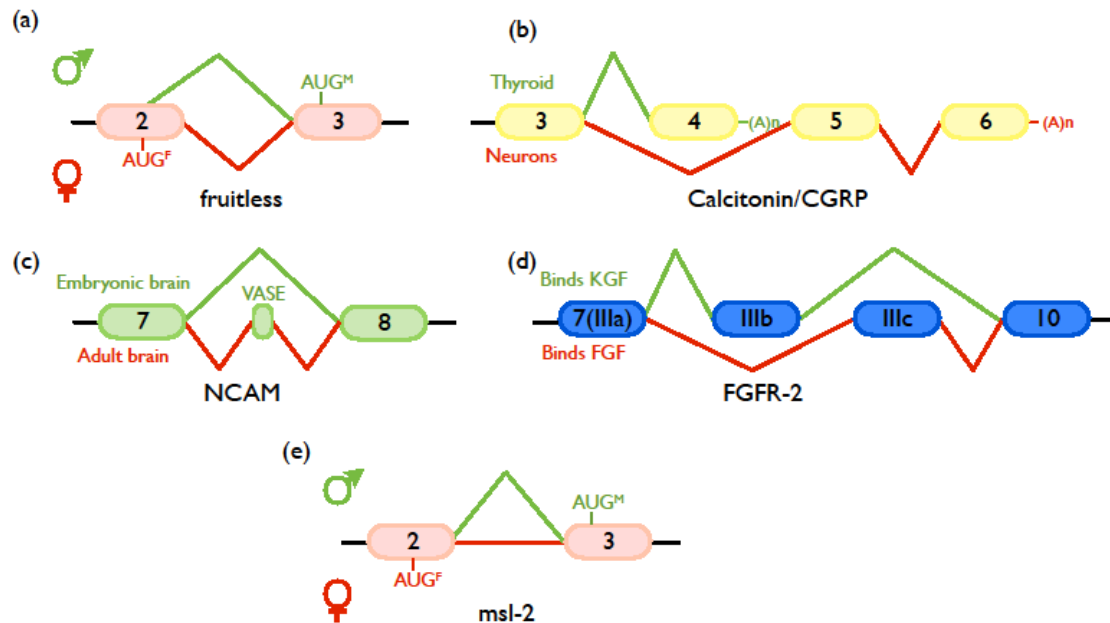 (a)
AUGᴹ
2
3
AUGᶠ
fruitless
(b)
Thyroid
3
4
-(A)n
5
6
-(A)n
Neurons
Calcitonin/CGRP
(c)
Embryonic brain
VASE
7
8
Adult brain
NCAM
(d)
Binds KGF
7(IIIa)
IIIb
IIIc
10
Binds FGF
FGFR-2
(e)
AUGᴹ
2
3
AUGᶠ
msl-2